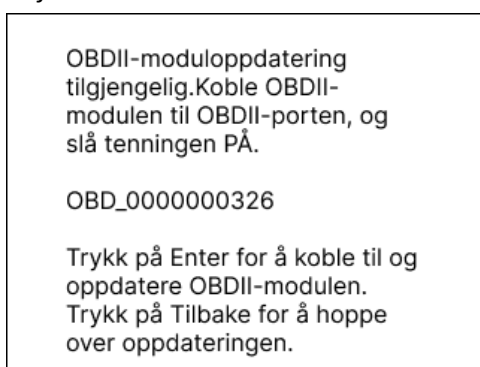 OBDII-moduloppdatering
tilgjengelig.Koble OBDII-
modulen til OBDII-porten, og
slå tenningen PÅ.
OBD_0000000326
Trykk på Enter for å koble til og
oppdatere OBDII-modulen.
Trykk på Tilbake for å hoppe
over oppdateringen.